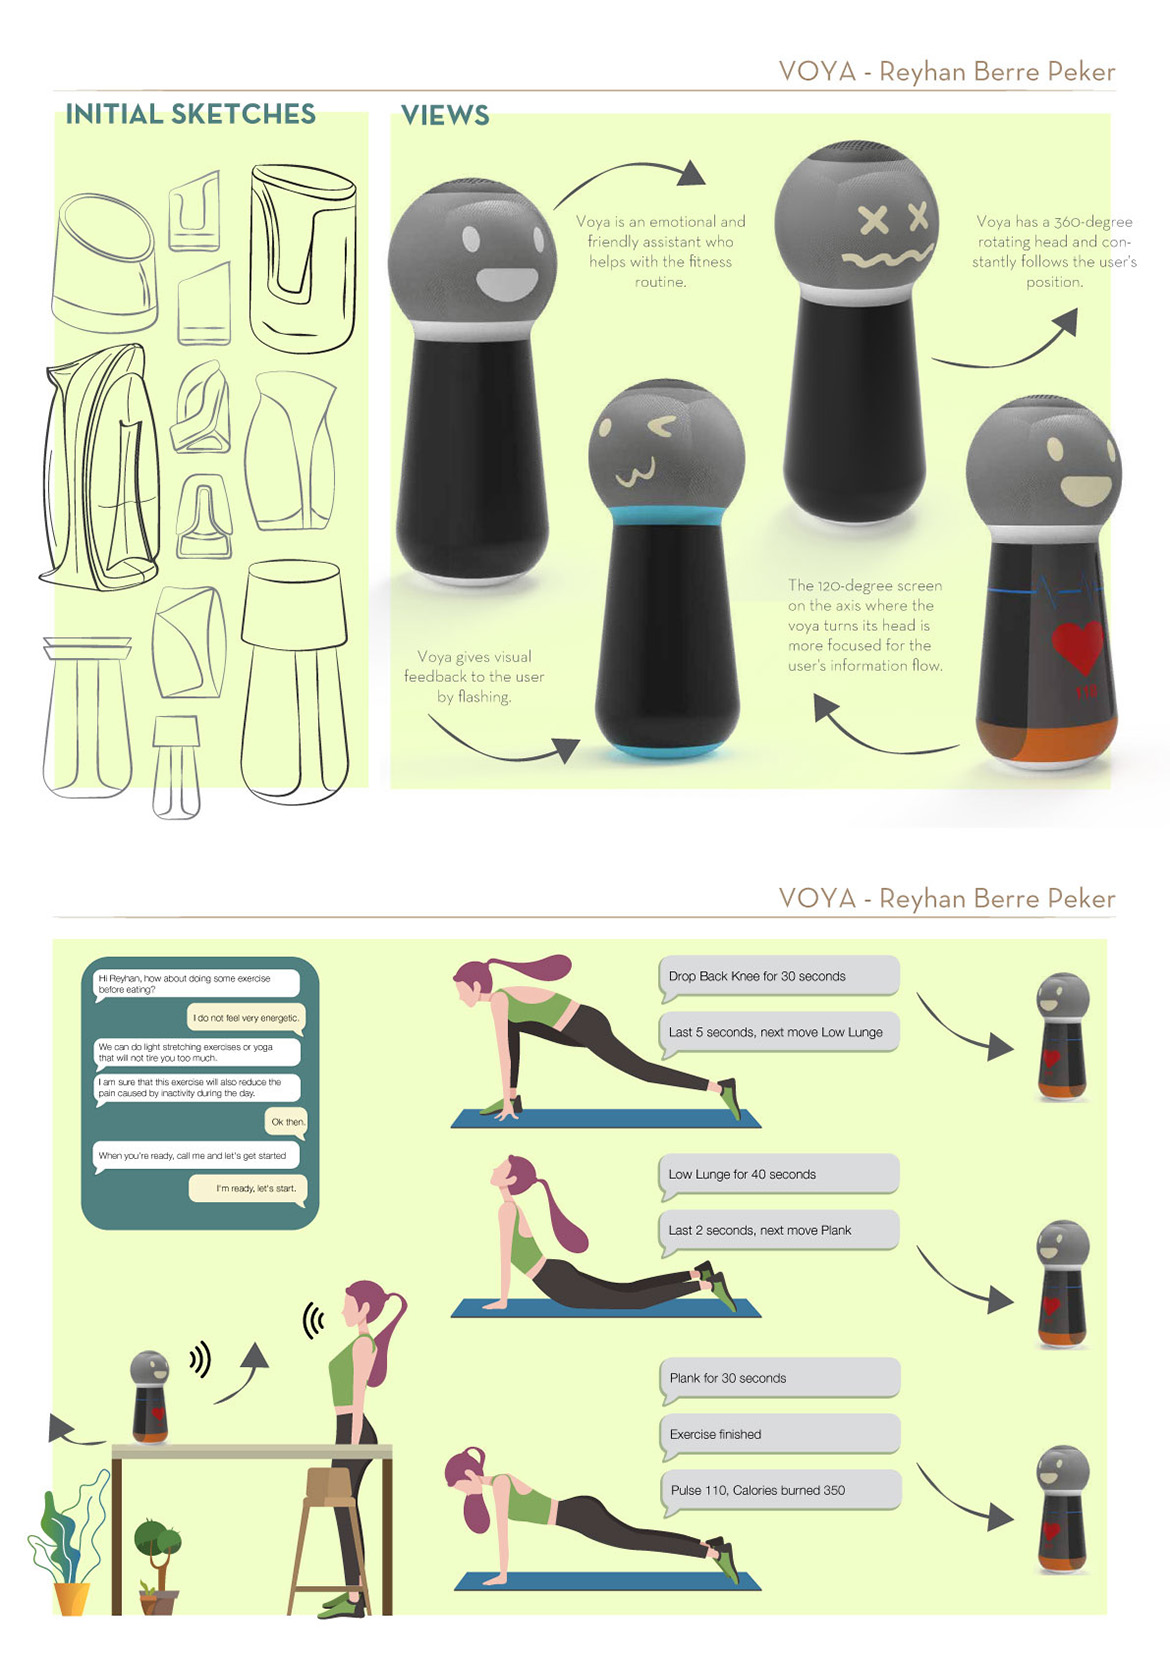 VOYA - Reyhan Berre Peker
INITIAL SKETCHES
VIEWS
Voya is an emotional and
friendly assistant who
helps with the fitness
routine.
Voya has a 360-degree
rotating head and con-
stantly follows the user's
position.
The 120-degree screen
on the axis where the
voya turns its head is
more focused for the
user's information flow.
Voya gives visual
feedback to the user
by flashing.
VOYA - Reyhan Berre Peker
Hi Reyhan, how about doing some exercise
before eating?
I do not feel very energetic.
We can do light stretching exercises or yoga
that will not tire you too much.
I am sure that this exercise will also reduce the
pain caused by inactivity during the day.
Ok then.
When you're ready, call me and let's get started
I'm ready, let's start.
Drop Back Knee for 30 seconds
Last 5 seconds, next move Low Lunge
Low Lunge for 40 seconds
Last 2 seconds, next move Plank
Plank for 30 seconds
Exercise finished
Pulse 110, Calories burned 350